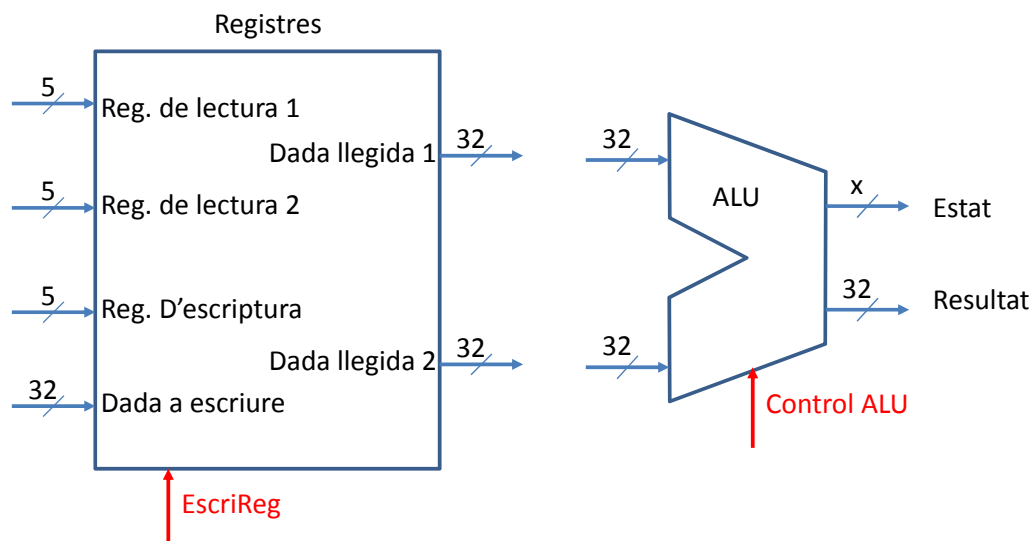 Registres
5
Reg. de lectura 1
Dada llegida 1
32
5
Reg. de lectura 2
5
Reg. D'escriptura
Dada llegida 2
32
32
Dada a escriure
EscriReg
32
ALU
x
Estat
32
Resultat
32
Control ALU